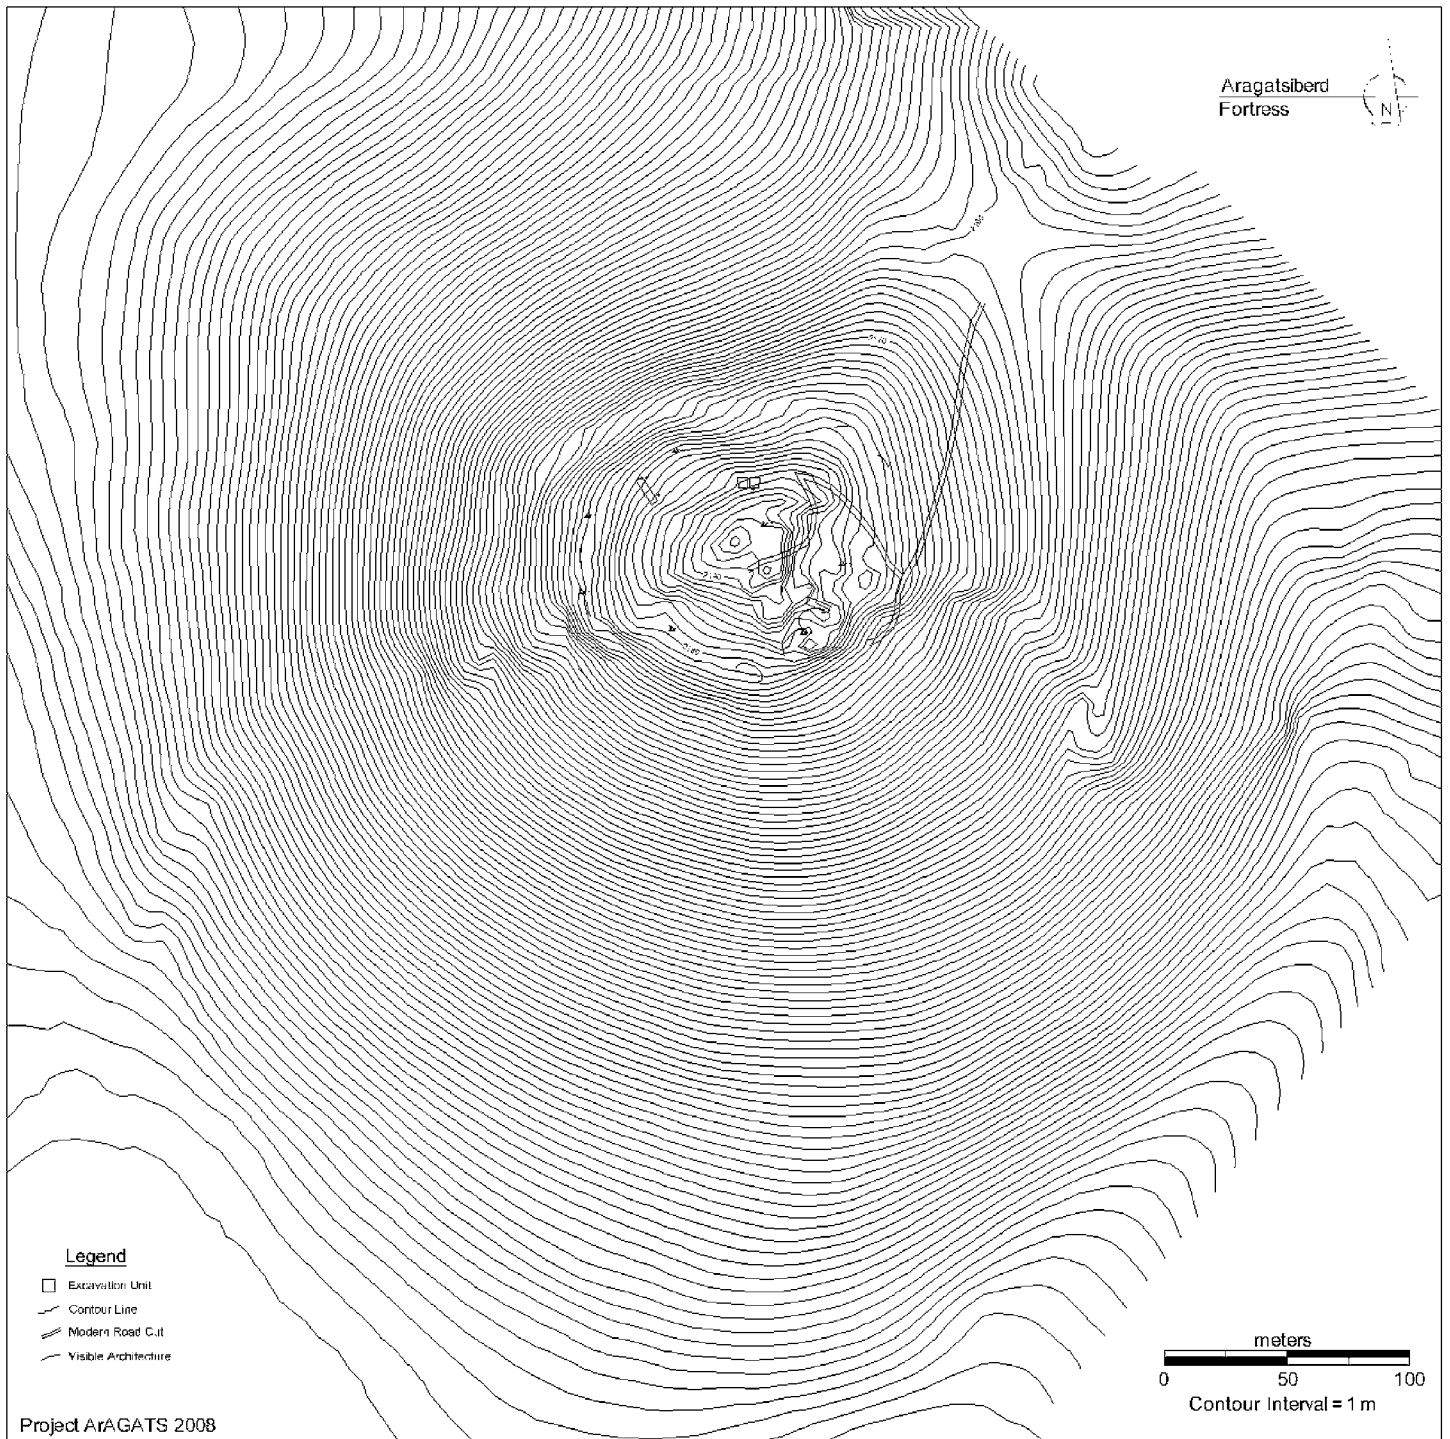 Aragatsiberd
Fortress
N
Legend
Excavation Unit
Contour Line
Modern Road Cut
Visible Architecture
meters
0 50 100
Contour Interval = 1 m
Project ArAGATS 2008